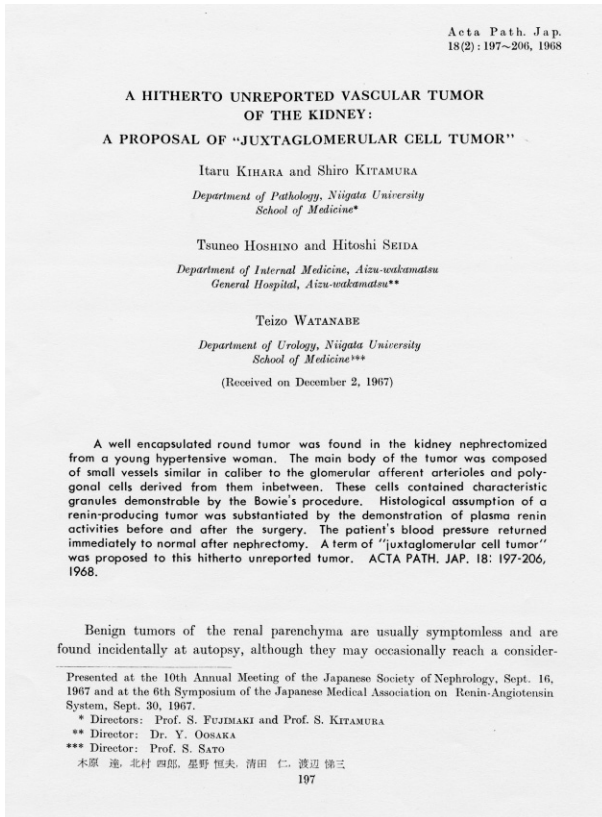 Acta Path. Jap.
18(2) : 197~206, 1968
A HITHERTO UNREPORTED VASCULAR TUMOR
OF THE KIDNEY:
A PROPOSAL OF “JUXTAGLOMERULAR CELL TUMOR”
Itaru KIHARA and Shiro KITAMURA
Department of Pathology, Niigata University
School of Medicine*
Tsuneo HOSHINO and Hitoshi SEIDA
Department of Internal Medicine, Aizu-wakamatsu
General Hospital, Aizu-wakamatsu**
Teizo WATANABE
Department of Urology, Niigata University
School of Medicine***
(Received on December 2, 1967)
A well encapsulated round tumor was found in the kidney nephrectomized
from a young hypertensive woman. The main body of the tumor was composed
of small vessels similar in caliber to the glomerular afferent arterioles and poly-
gonal cells derived from them inbetween. These cells contained characteristic
granules demonstrable by the Bowie's procedure. Histological assumption of a
renin-producing tumor was substantiated by the demonstration of plasma renin
activities before and after the surgery. The patient's blood pressure returned
immediately to normal after nephrectomy. A term of "juxtaglomerular cell tumor"
was proposed to this hitherto unreported tumor. ACTA PATH. JAP. 18: 197-206,
1968.
Benign tumors of the renal parenchyma are usually symptomless and are
found incidentally at autopsy, although they may occasionally reach a consider-
Presented at the 10th Annual Meeting of the Japanese Society of Nephrology, Sept. 16,
1967 and at the 6th Symposium of the Japanese Medical Association on Renin-Angiotensin
System, Sept. 30, 1967.
* Directors: Prof. S. FUJIMAKI and Prof. S. KITAMURA
** Director: Dr. Y. OOSAKA
*** Director: Prof. S. SATO
木原 達, 北村 四郎, 星野 恒夫, 清田 仁, 渡辺 悌三
197